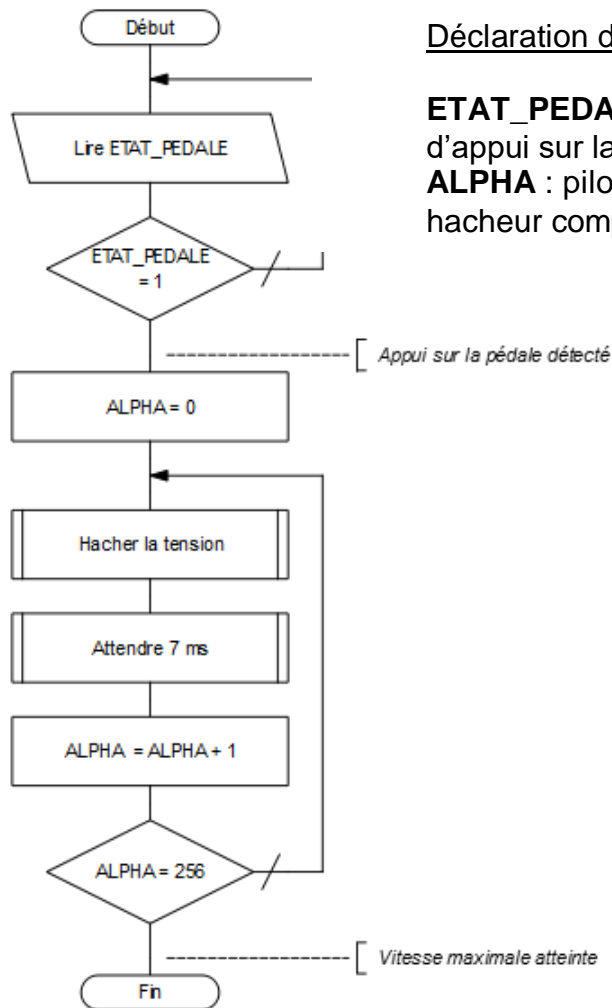 Début
Déclaration d
ETAT_PEDA
d'appui sur la
ALPHA : pilo
hacheur comp
Lire ETAT_PEDALE
ETAT_PEDALE
= 1
Appui sur la pédale détecté
ALPHA = 0
Hacher la tension
Attendre 7 ms
ALPHA = ALPHA + 1
ALPHA = 256
Vitesse maximale atteinte
Fin